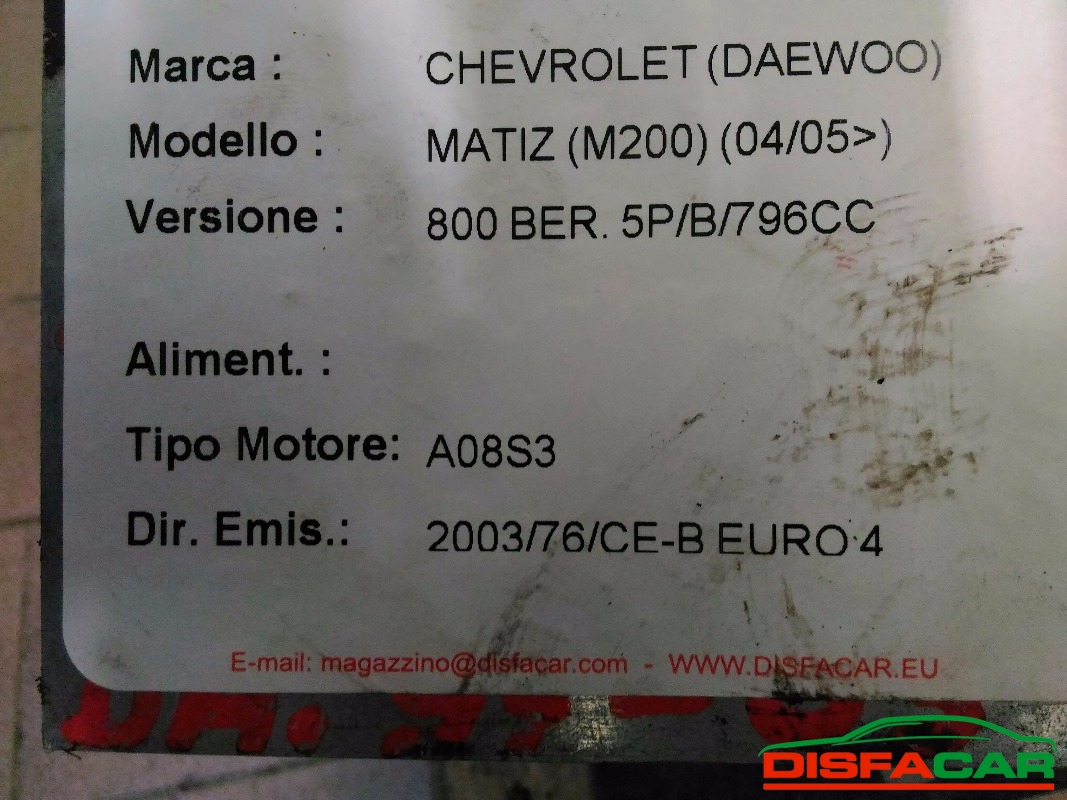 Marca : CHEVROLET (DAEWOO)
Modello : MATIZ (M200) (04/05>)
Versione : 800 BER. 5P/B/796CC
Aliment. :
Tipo Motore: A08S3
Dir. Emis.: 2003/76/CE-B EURO 4
E-mail: magazzino@disfacar.com - WWW.DISFACAR.EU
DISFACAR